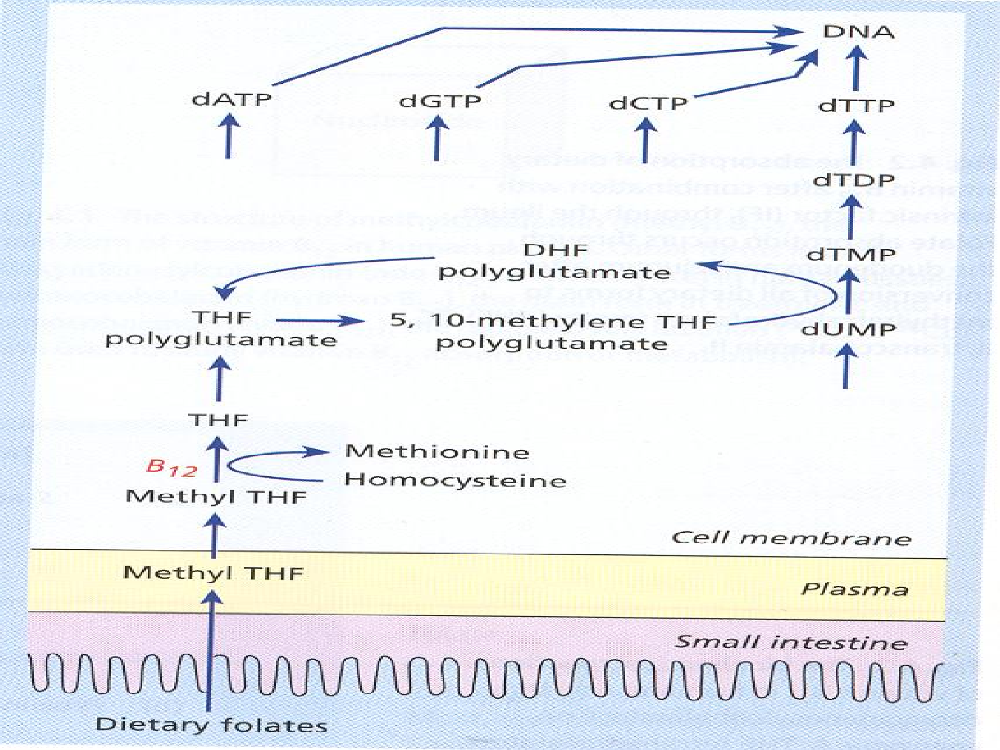 DNA
dATP
dGTP
dCTP
dTTP
dTDP
DHF
polyglutamate
dTMP
THF
polyglutamate
5, 10-methylene THF
polyglutamate
dUMP
THF
B12
Methionine
Homocysteine
Methyl THF
Cell membrane
Methyl THF
Plasma
Small intestine
Dietary folates